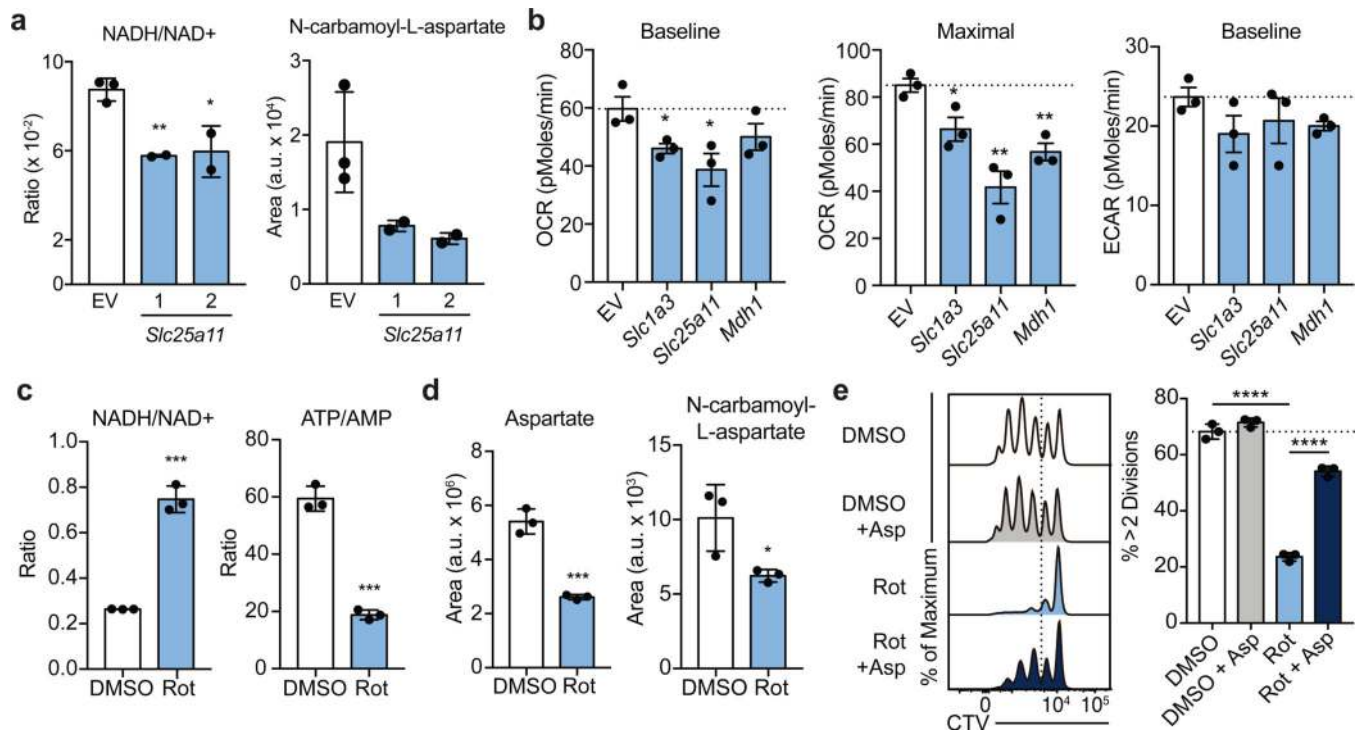 a
NADH/NAD+
Ratio (x 10-2)
10
8
6
4
2
0
**
*
EV
1
2
Slc25a11
N-carbamoyl-L-aspartate
Area (a.u. x 10⁴)
3
2
1
0
EV
1
2
Slc25a11
b
Baseline
OCR (pMoles/min)
80
60
40
20
0
*
*
EV
Slc1a3
Slc25a11
Mdh1
Maximal
OCR (pMoles/min)
100
80
60
40
20
0
*
**
**
EV
Slc1a3
Slc25a11
Mdh1
Baseline
ECAR (pMoles/min)
30
20
10
0
EV
Slc1a3
Slc25a11
Mdh1
c
NADH/NAD+
Ratio
1.0
0.8
0.6
0.4
0.2
0.0
***
DMSO Rot
ATP/AMP
Ratio
80
60
40
20
0
***
DMSO Rot
d
Aspartate
Area (a.u. x 10⁶)
8
6
4
2
0
***
DMSO Rot
N-carbamoyl-
L-aspartate
Area (a.u. x 10³)
15
10
5
0
*
DMSO Rot
e
% of Maximum
DMSO
DMSO
+Asp
Rot
Rot
+Asp
0
10⁴
10⁵
CTV
% >2 Divisions
80
60
40
20
0
****
****
DMSO
DMSO + Asp
Rot
Rot + Asp